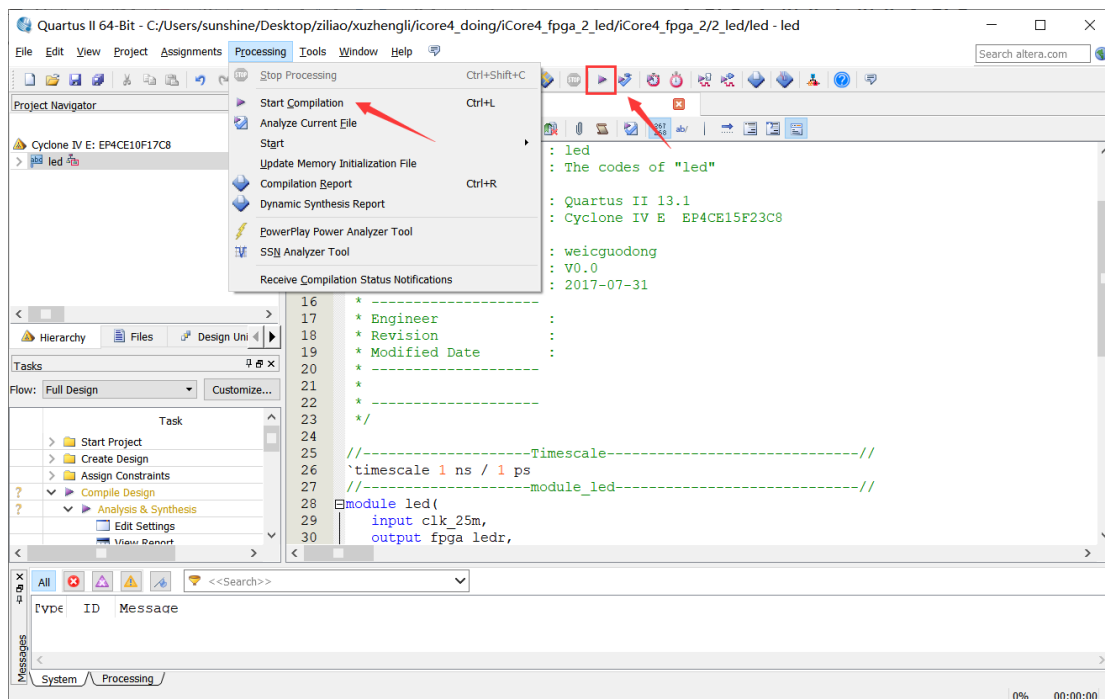 Quartus II 64-Bit - C:/Users/sunshine/Desktop/ziliao/xuzhengli/icore4_doing/iCore4_fpga_2_led/iCore4_fpga_2/2_led/led - led
File Edit View Project Assignments Processing Tools Window Help
Search altera.com
Stop Processing Ctrl+Shift+C
Start Compilation Ctrl+L
Analyze Current File
Start
Update Memory Initialization File
Compilation Report Ctrl+R
Dynamic Synthesis Report
PowerPlay Power Analyzer Tool
SSN Analyzer Tool
Receive Compilation Status Notifications
Project Navigator
Cyclone IV E: EP4CE10F17C8
led
Hierarchy Files Design Uni
Tasks
Flow: Full Design Customize...
Task
Start Project
Create Design
Assign Constraints
? Compile Design
? Analysis & Synthesis
Edit Settings
View Report
267
268 ab/
: led
: The codes of "led"
: Quartus II 13.1
: Cyclone IV E EP4CE15F23C8
: weicguodong
: V0.0
: 2017-07-31
16 * --------------------
17 * Engineer :
18 * Revision :
19 * Modified Date :
20 * --------------------
21 *
22 * --------------------
23 */
24
25 //--------------------Timescale------------------------------//
26 `timescale 1 ns / 1 ps
27 //--------------------module_led-----------------------------//
28 module led(
29 input clk_25m,
30 output fpga_ledr,
All <<Search>>
Type ID Message
Messages
System Processing
0% 00:00:00